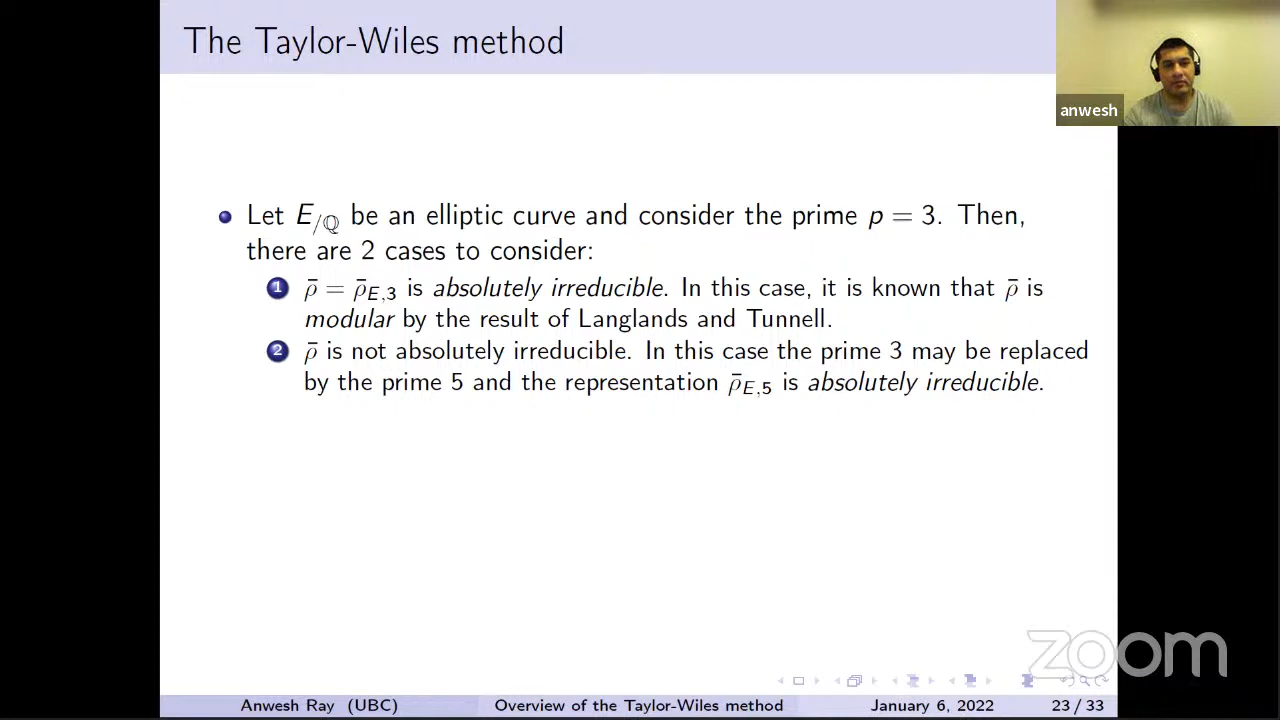 The Taylor-Wiles method
anwesh
Let E/ℚ be an elliptic curve and consider the prime p = 3. Then,
there are 2 cases to consider:
1 ρ̄ = ρ̄E,3 is absolutely irreducible. In this case, it is known that ρ̄ is
modular by the result of Langlands and Tunnell.
2 ρ̄ is not absolutely irreducible. In this case the prime 3 may be replaced
by the prime 5 and the representation ρ̄E,5 is absolutely irreducible.
zoom
Anwesh Ray (UBC) Overview of the Taylor-Wiles method January 6, 2022 23 / 33